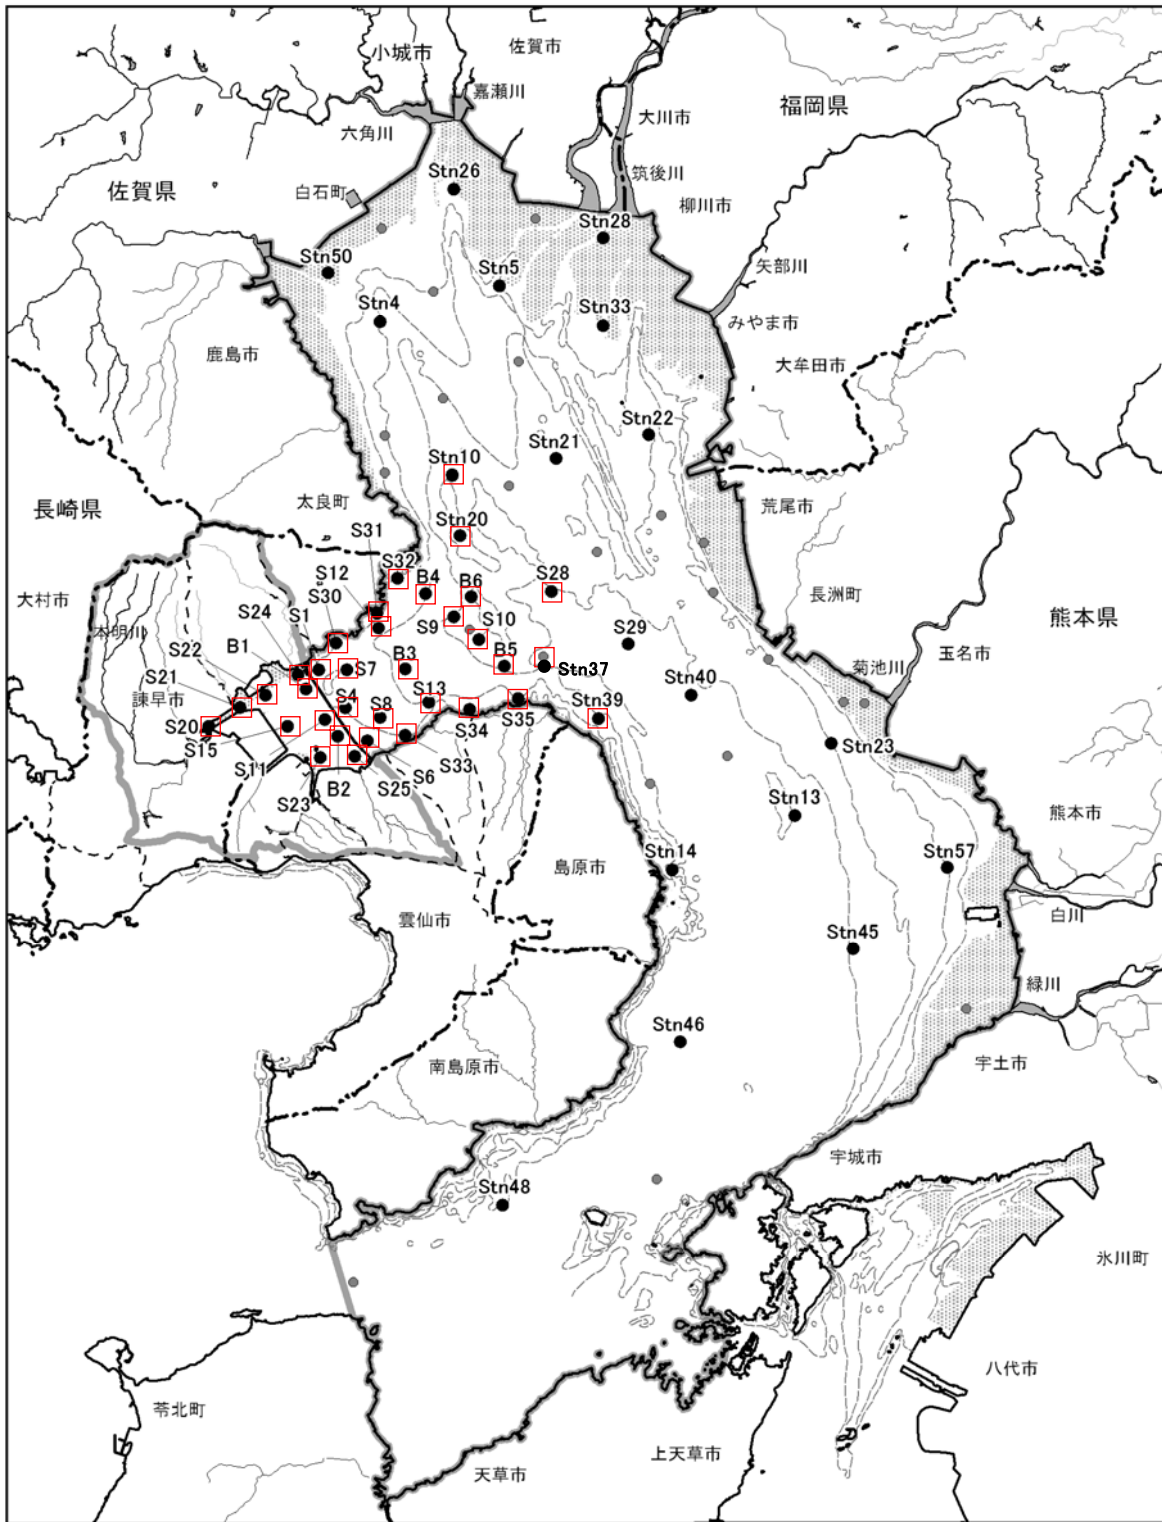 佐賀市
小城市
嘉瀬川
福岡県
大川市
六角川
Stn26
筑後川
佐賀県
白石町
柳川市
Stn28
Stn50
Stn5
矢部川
Stn4
Stn33
みやま市
鹿島市
大牟田市
Stn22
Stn21
Stn10
太良町
荒尾市
長崎県
Stn20
S31
S32
S12
B4
B6
S28
長洲町
大村市
S30
熊本県
S1
S24
本明川
S9
S10
S29
玉名市
B1
S22
B3
B5
Stn37
菊池川
S7
S21
Stn40
諫早市
S4
S13
S8
S35
Stn39
S20
S15
S34
Stn23
S33
S11
S6
S25
B2
S23
Stn13
熊本市
Stn14
島原市
Stn57
雲仙市
白川
Stn45
緑川
Stn46
南島原市
宇土市
宇城市
Stn48
氷川町
八代市
苓北町
上天草市
天草市